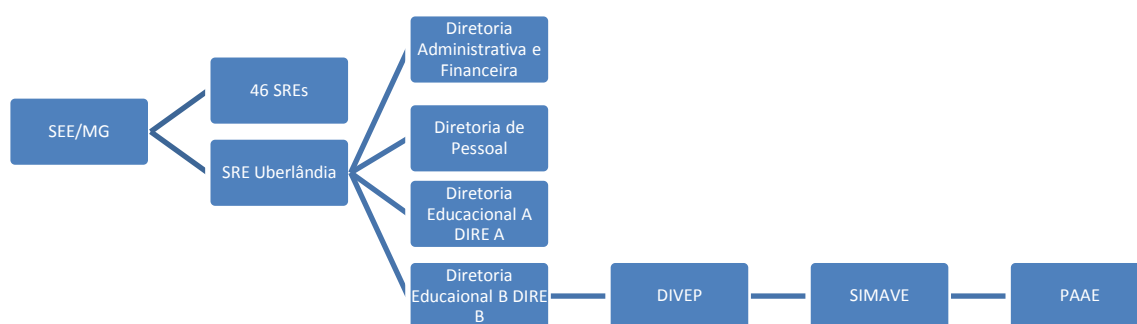 SEE/MG
46 SREs
SRE Uberlândia
Diretoria
Administrativa e
Financeira
Diretoria de
Pessoal
Diretoria
Educacional A
DIRE A
Diretoria
Educaional B DIRE
B
DIVEP
SIMAVE
PAAE